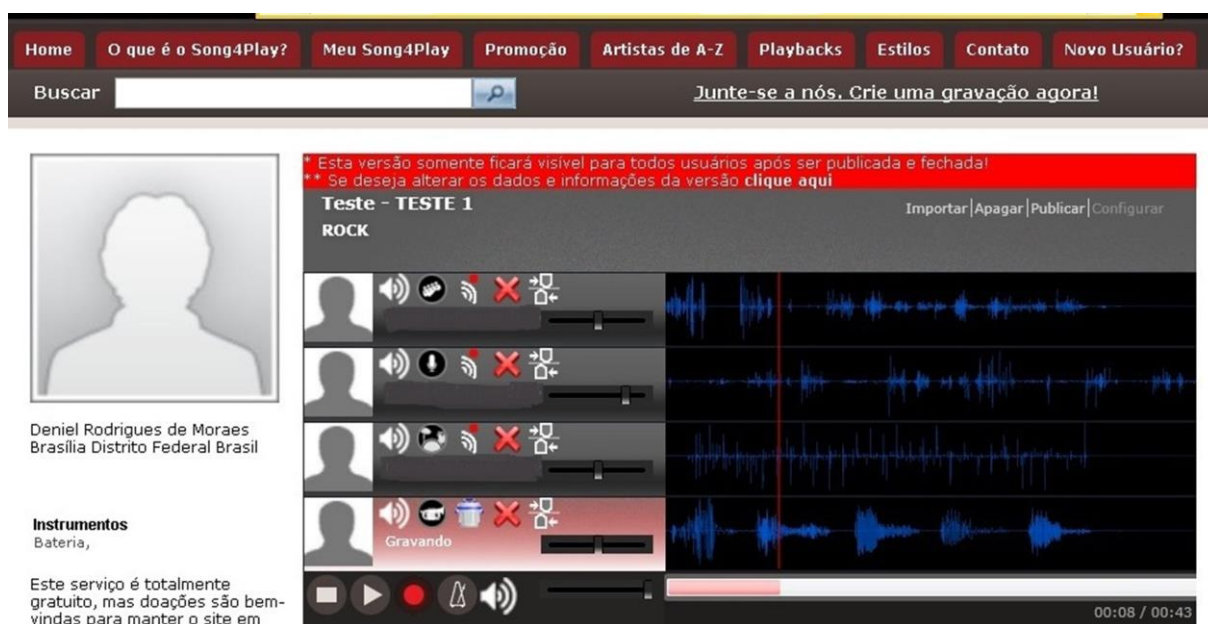 Home O que é o Song4Play? Meu Song4Play Promoção Artistas de A-Z Playbacks Estilos Contato Novo Usuário?
Buscar Junte-se a nós. Crie uma gravação agora!
* Esta versão somente ficará visível para todos usuários após ser publicada e fechada!
** Se deseja alterar os dados e informações da versão clique aqui
Teste - TESTE 1
Importar|Apagar|Publicar|Configurar
ROCK
Deniel Rodrigues de Moraes
Brasília Distrito Federal Brasil
Instrumentos
Bateria,
Gravando
Este serviço é totalmente
gratuito, mas doações são bem-
vindas para manter o site em
00:08 / 00:43